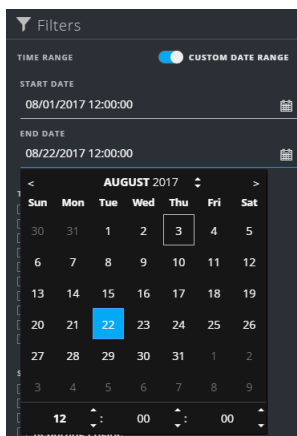 Filters
TIME RANGE CUSTOM DATE RANGE
START DATE
08/01/2017 12:00:00
END DATE
08/22/2017 12:00:00
< AUGUST 2017 >
Sun Mon Tue Wed Thu Fri Sat
30 31 1 2 3 4 5
6 7 8 9 10 11 12
13 14 15 16 17 18 19
20 21 22 23 24 25 26
27 28 29 30 31 1 2
3 4 5 6 7 8 9
12 : 00 : 00